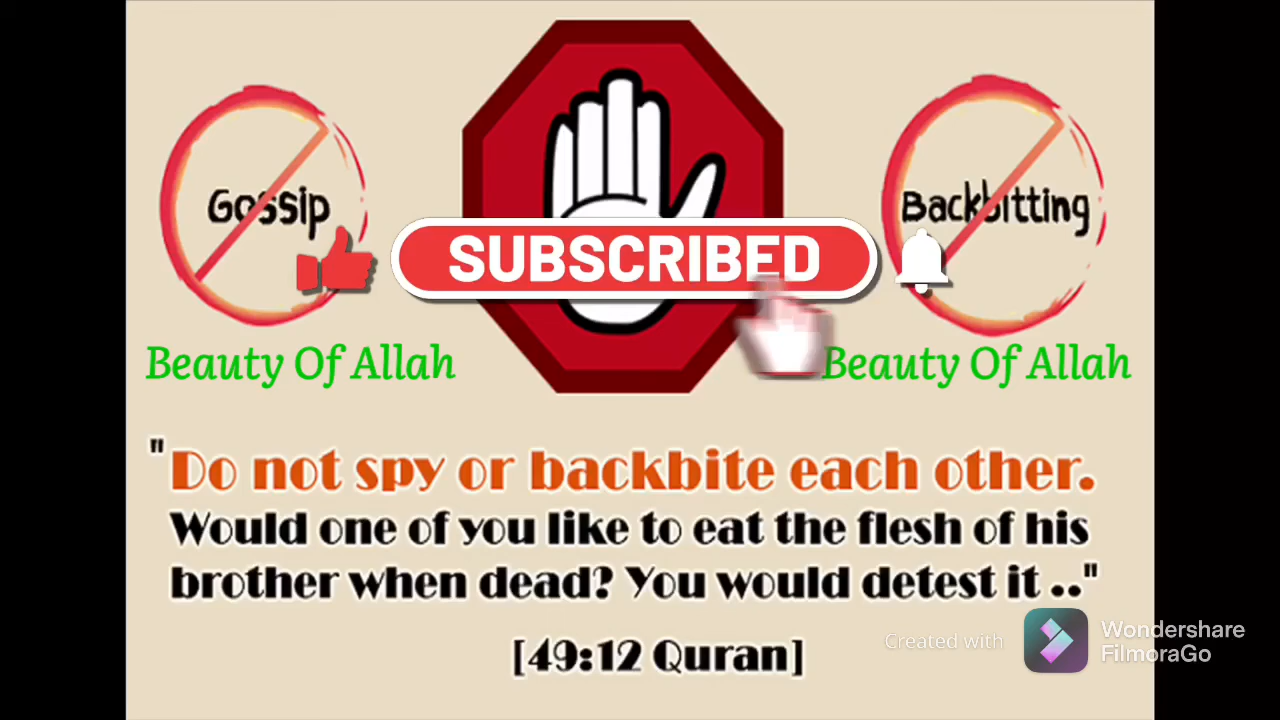 Gossip
Backbitting
SUBSCRIBED
Beauty Of Allah
Beauty Of Allah
"Do not spy or backbite each other.
Would one of you like to eat the flesh of his
brother when dead? You would detest it .."
[49:12 Quran]
Created with
Wondershare
FilmoraGo